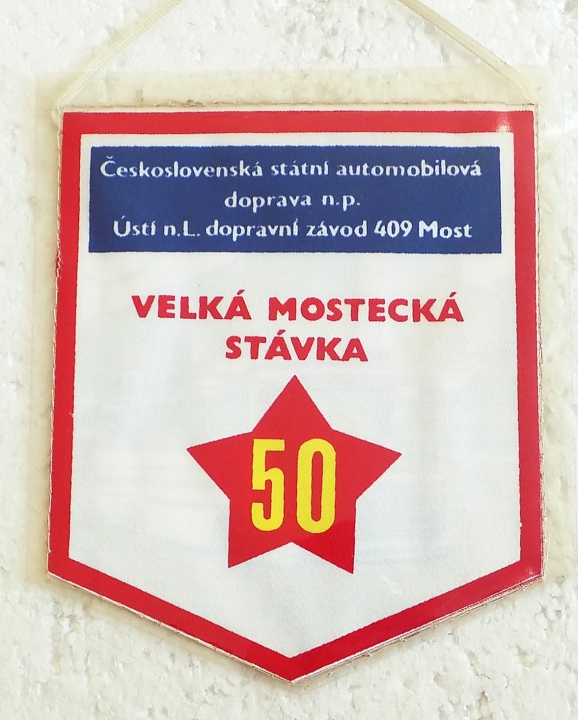 Československá státní automobilová
doprava n.p.
Ústí n.L. dopravní závod 409 Most
VELKÁ MOSTECKÁ
STÁVKA
50